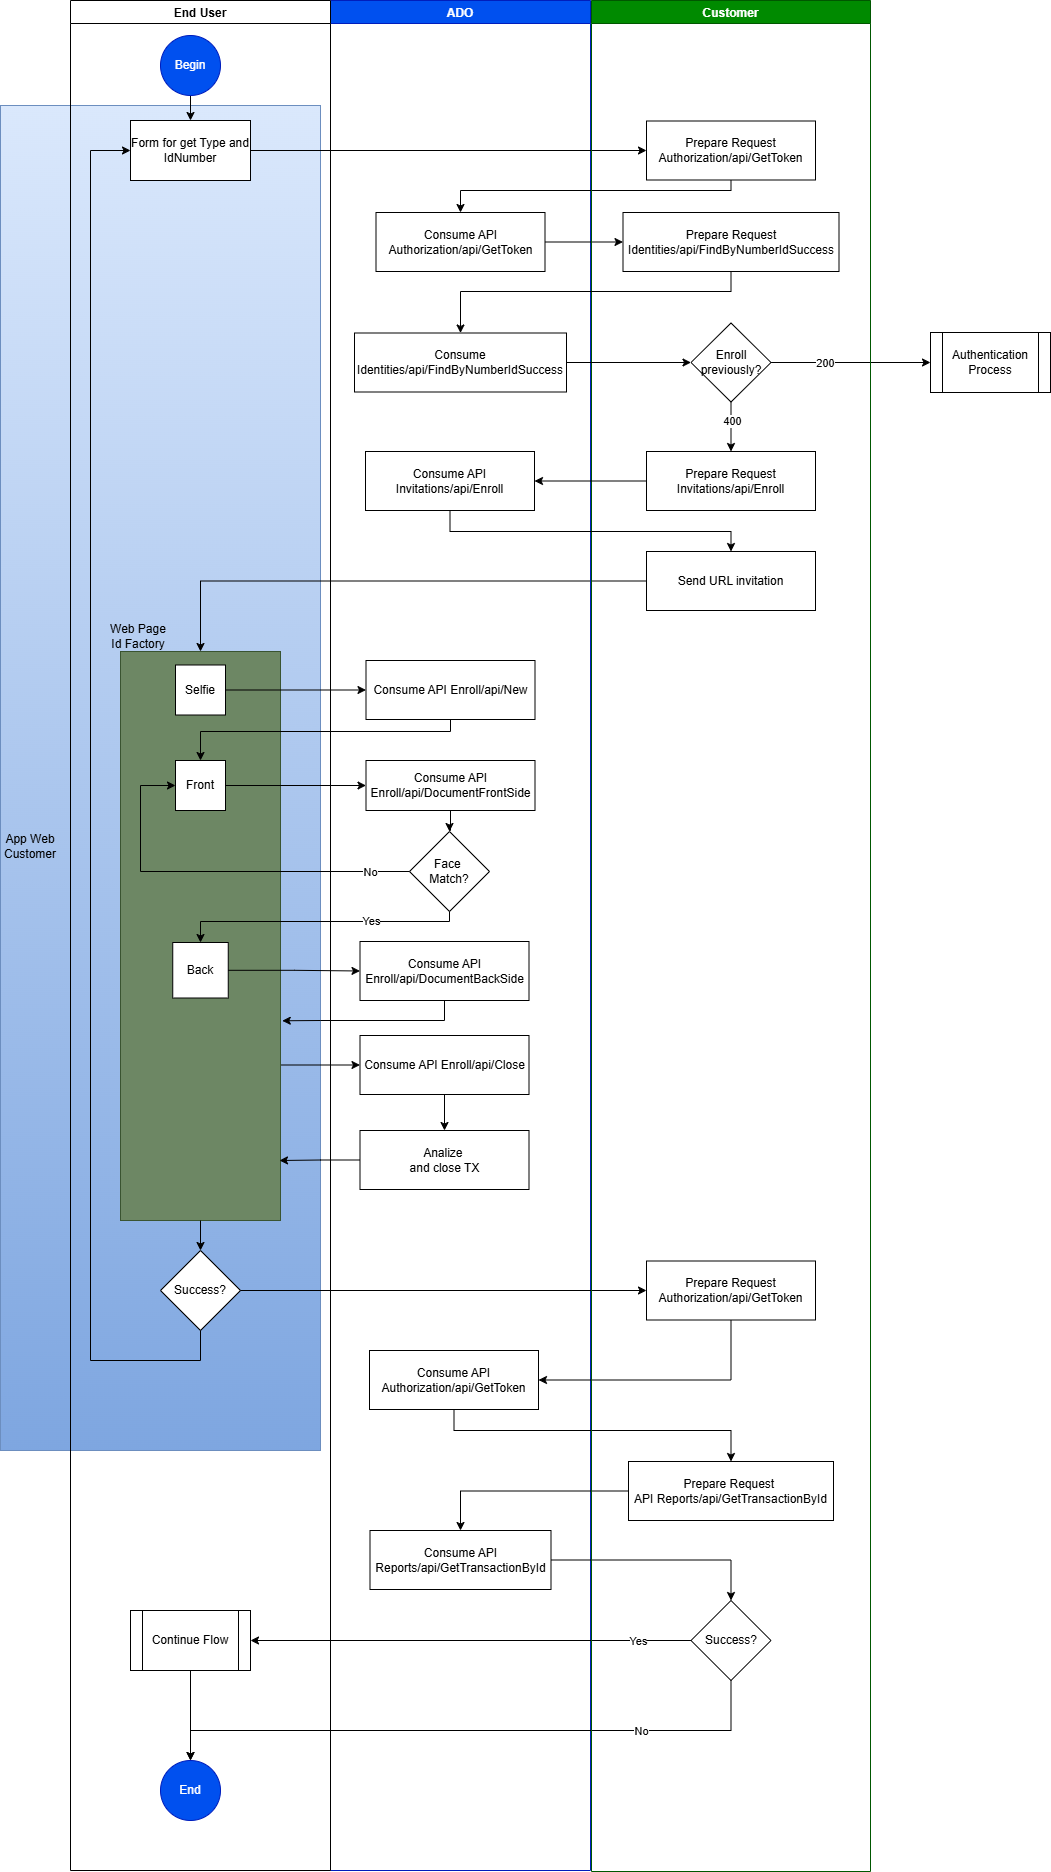 End User
ADO
Customer
Begin
Form for get Type and
IdNumber
Prepare Request
Authorization/api/GetToken
Consume API
Authorization/api/GetToken
Prepare Request
Identities/api/FindByNumberIdSuccess
Consume
Identities/api/FindByNumberIdSuccess
Enroll
previously?
200
Authentication
Process
400
Consume API
Invitations/api/Enroll
Prepare Request
Invitations/api/Enroll
Send URL invitation
Web Page
Id Factory
Selfie
Consume API Enroll/api/New
Front
Consume API
Enroll/api/DocumentFrontSide
App Web
Customer
Face
Match?
No
Yes
Back
Consume API
Enroll/api/DocumentBackSide
Consume API Enroll/api/Close
Analize
and close TX
Success?
Prepare Request
Authorization/api/GetToken
Consume API
Authorization/api/GetToken
Prepare Request
API Reports/api/GetTransactionById
Consume API
Reports/api/GetTransactionById
Continue Flow
Yes
Success?
No
End